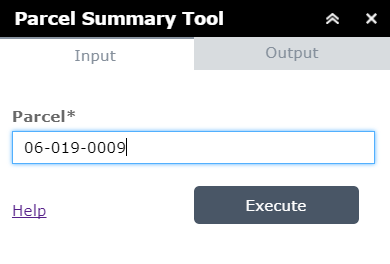 Parcel Summary Tool
Input
Output
Parcel*
06-019-0009
Help
Execute